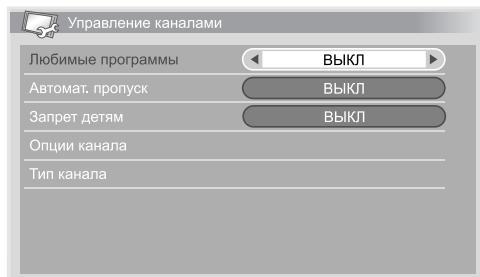 Управление каналами
Любимые программы ВЫКЛ
Автомат. пропуск ВЫКЛ
Запрет детям ВЫКЛ
Опции канала
Тип канала